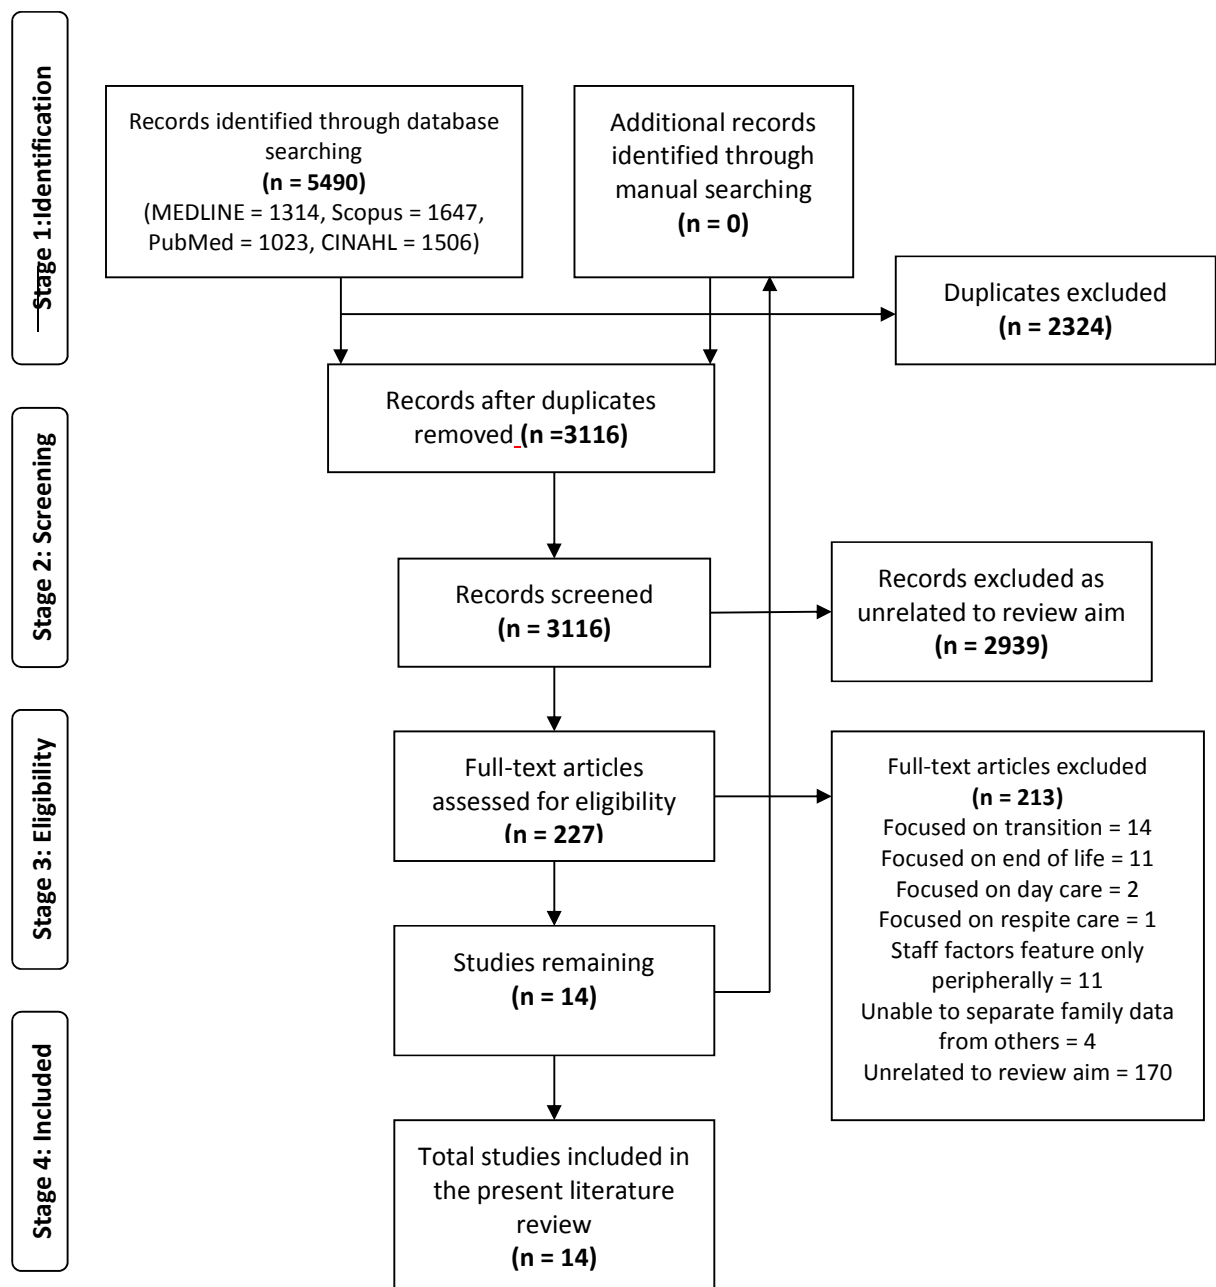 Stage 1:Identification
Records identified through database
searching
(n = 5490)
(MEDLINE = 1314, Scopus = 1647,
PubMed = 1023, CINAHL = 1506)
Additional records
identified through
manual searching
(n = 0)
Duplicates excluded
(n = 2324)
Records after duplicates
removed (n =3116)
Stage 2: Screening
Records screened
(n = 3116)
Records excluded as
unrelated to review aim
(n = 2939)
Stage 3: Eligibility
Full-text articles
assessed for eligibility
(n = 227)
Full-text articles excluded
(n = 213)
Focused on transition = 14
Focused on end of life = 11
Focused on day care = 2
Focused on respite care = 1
Staff factors feature only
peripherally = 11
Unable to separate family data
from others = 4
Unrelated to review aim = 170
Studies remaining
(n = 14)
Stage 4: Included
Total studies included in
the present literature
review
(n = 14)